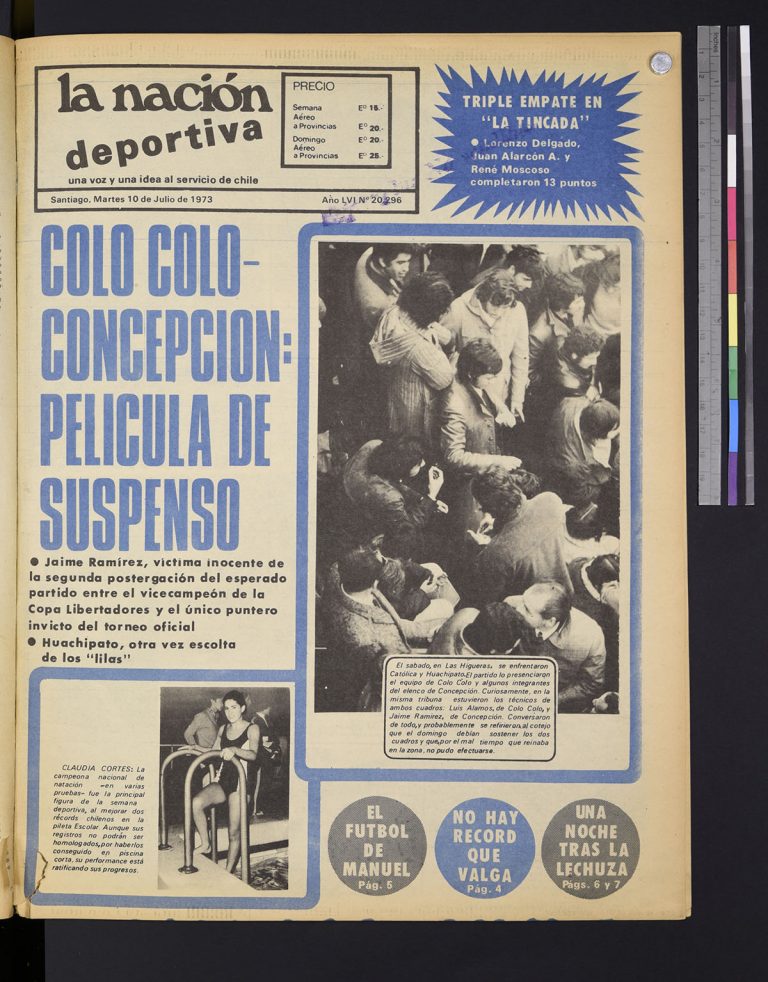 la nación
deportiva
una voz y una idea al servicio de chile
PRECIO
Semana Eº 15.-
Aéreo
a Provincias Eº 20.-
Domingo Eº 20.-
Aéreo
a Provincias Eº 25.-
Santiago, Martes 10 de Julio de 1973 Año LVI Nº 20.296
TRIPLE EMPATE EN
"LA TINCADA"
● Lorenzo Delgado,
Juan Alarcón A. y
René Moscoso
completaron 13 puntos
COLO COLO-
CONCEPCION:
PELICULA DE
SUSPENSO
● Jaime Ramírez, víctima inocente de
la segunda postergación del esperado
partido entre el vicecampeón de la
Copa Libertadores y el único puntero
invicto del torneo oficial
● Huachipato, otra vez escolta
de los "lilas"
El sabado, en Las Higueras, se enfrentaron
Católica y Huachipato. El partido lo presenciaron
el equipo de Colo Colo y algunos integrantes
del elenco de Concepción. Curiosamente, en la
misma tribuna estuvieron los técnicos de
ambos cuadros: Luis Alamos, de Colo Colo, y
Jaime Ramírez, de Concepción. Conversaron
de todo, y probablemente se refirieron al cotejo
que el domingo debían sostener los dos
cuadros y que, por el mal tiempo que reinaba
en la zona, no pudo efectuarse.
CLAUDIA CORTES: La
campeona nacional de
natación —en varias
pruebas— fue la principal
figura de la semana
deportiva, al mejorar dos
récords chilenos en la
pileta Escolar. Aunque sus
registros no podrán ser
homologados, por haberlos
conseguido en piscina
corta, su performance está
ratificando sus progresos.
EL
FUTBOL
DE
MANUEL
Pág. 5
NO HAY
RECORD
QUE
VALGA
Pág. 4
UNA
NOCHE
TRAS LA
LECHUZA
Págs. 6 y 7